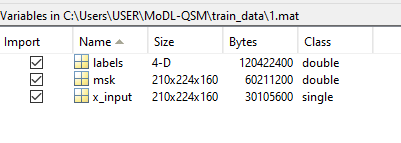 Variables in C:\Users\USER\MoDL-QSM\train_data\1.mat
Import Name Size Bytes Class
labels 4-D 120422400 double
msk 210x224x160 60211200 double
x_input 210x224x160 30105600 single